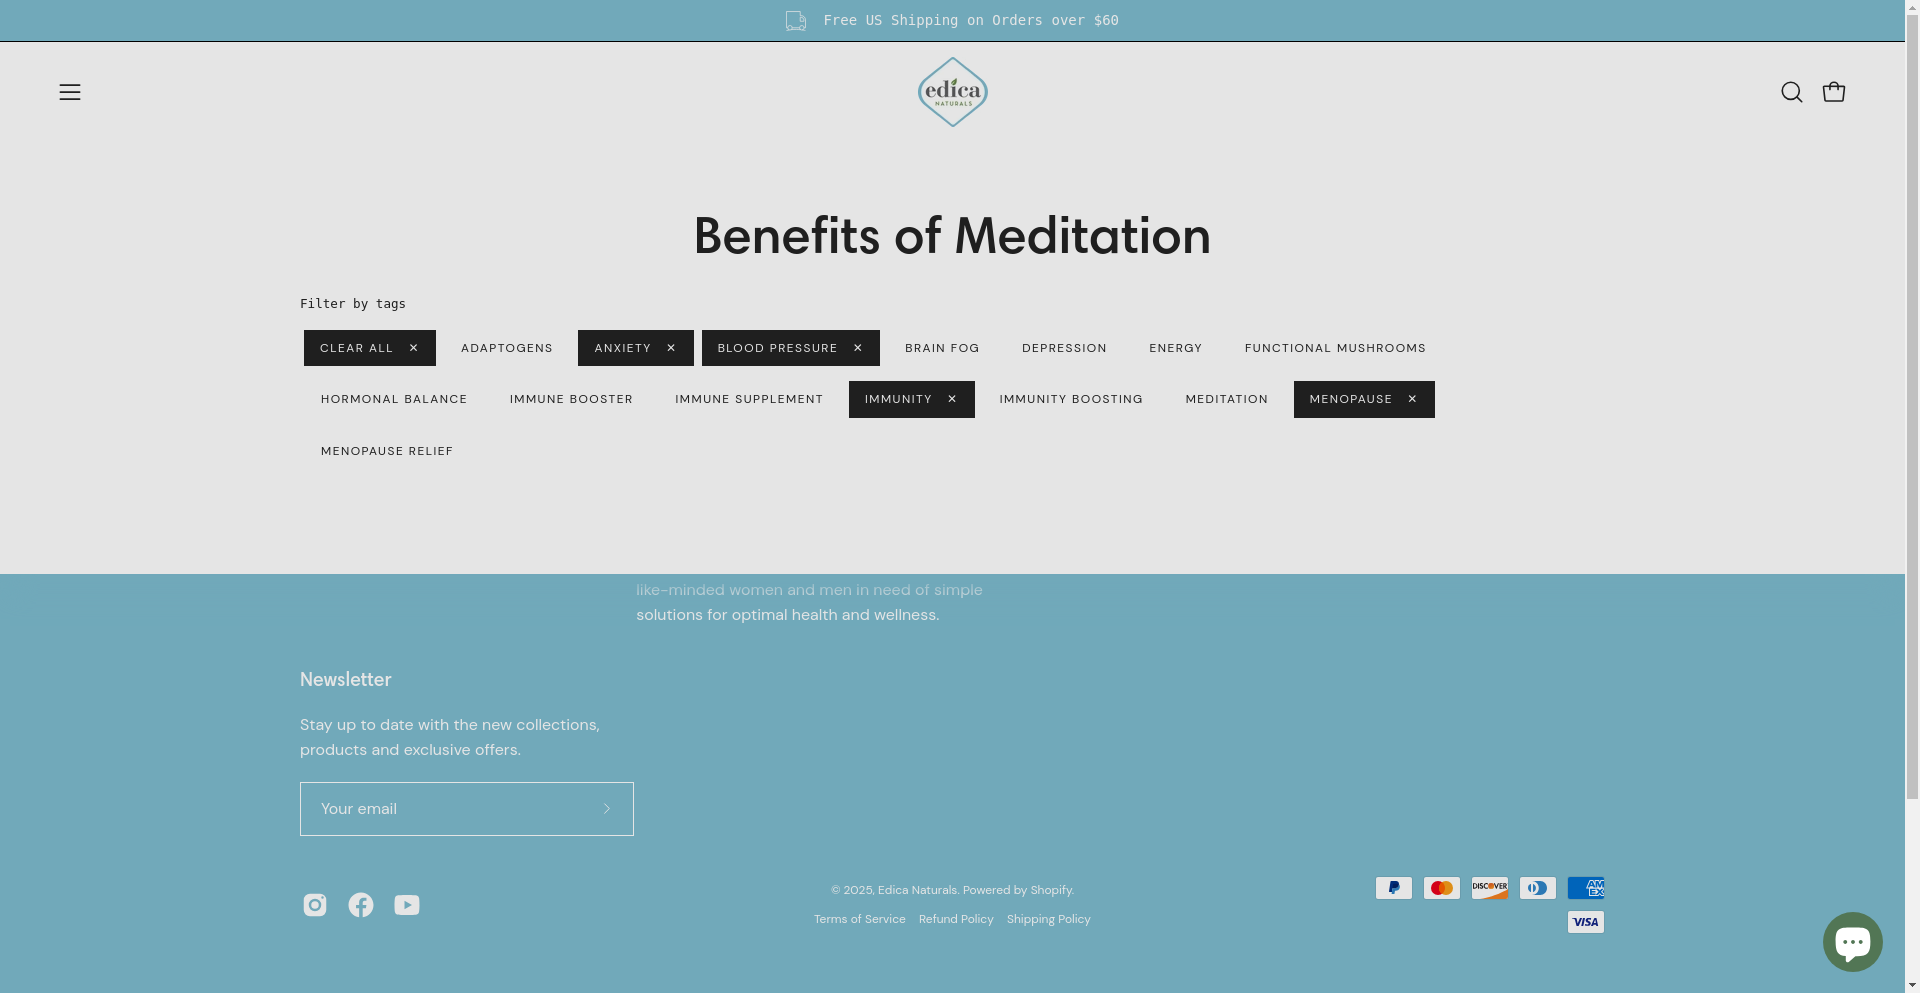 Free US Shipping on Orders over $60
edica
NATURALS
Benefits of Meditation
Filter by tags
CLEAR ALL ✕ ADAPTOGENS ANXIETY ✕ BLOOD PRESSURE ✕ BRAIN FOG DEPRESSION ENERGY FUNCTIONAL MUSHROOMS
HORMONAL BALANCE IMMUNE BOOSTER IMMUNE SUPPLEMENT IMMUNITY ✕ IMMUNITY BOOSTING MEDITATION MENOPAUSE ✕
MENOPAUSE RELIEF
like-minded women and men in need of simple
solutions for optimal health and wellness.
Newsletter
Stay up to date with the new collections,
products and exclusive offers.
Your email
© 2025, Edica Naturals. Powered by Shopify.
Terms of Service Refund Policy Shipping Policy
DISCOVER
AM
EX
VISA